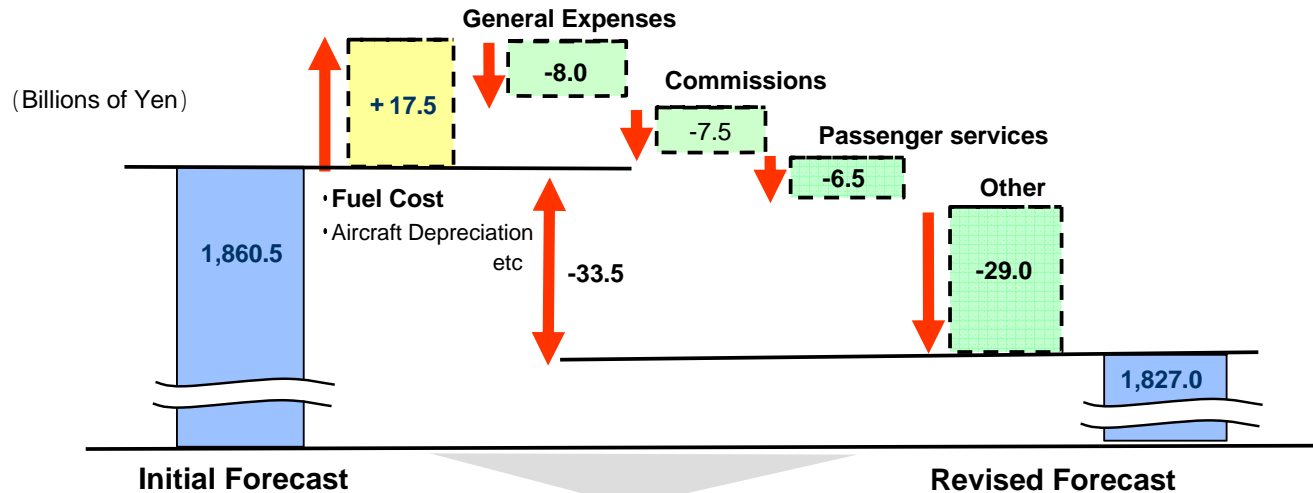 General Expenses
(Billions of Yen)
+ 17.5
-8.0
Commissions
-7.5
Passenger services
-6.5
Other
・Fuel Cost
・Aircraft Depreciation
etc
1,860.5
-33.5
-29.0
1,827.0
Initial Forecast
Revised Forecast